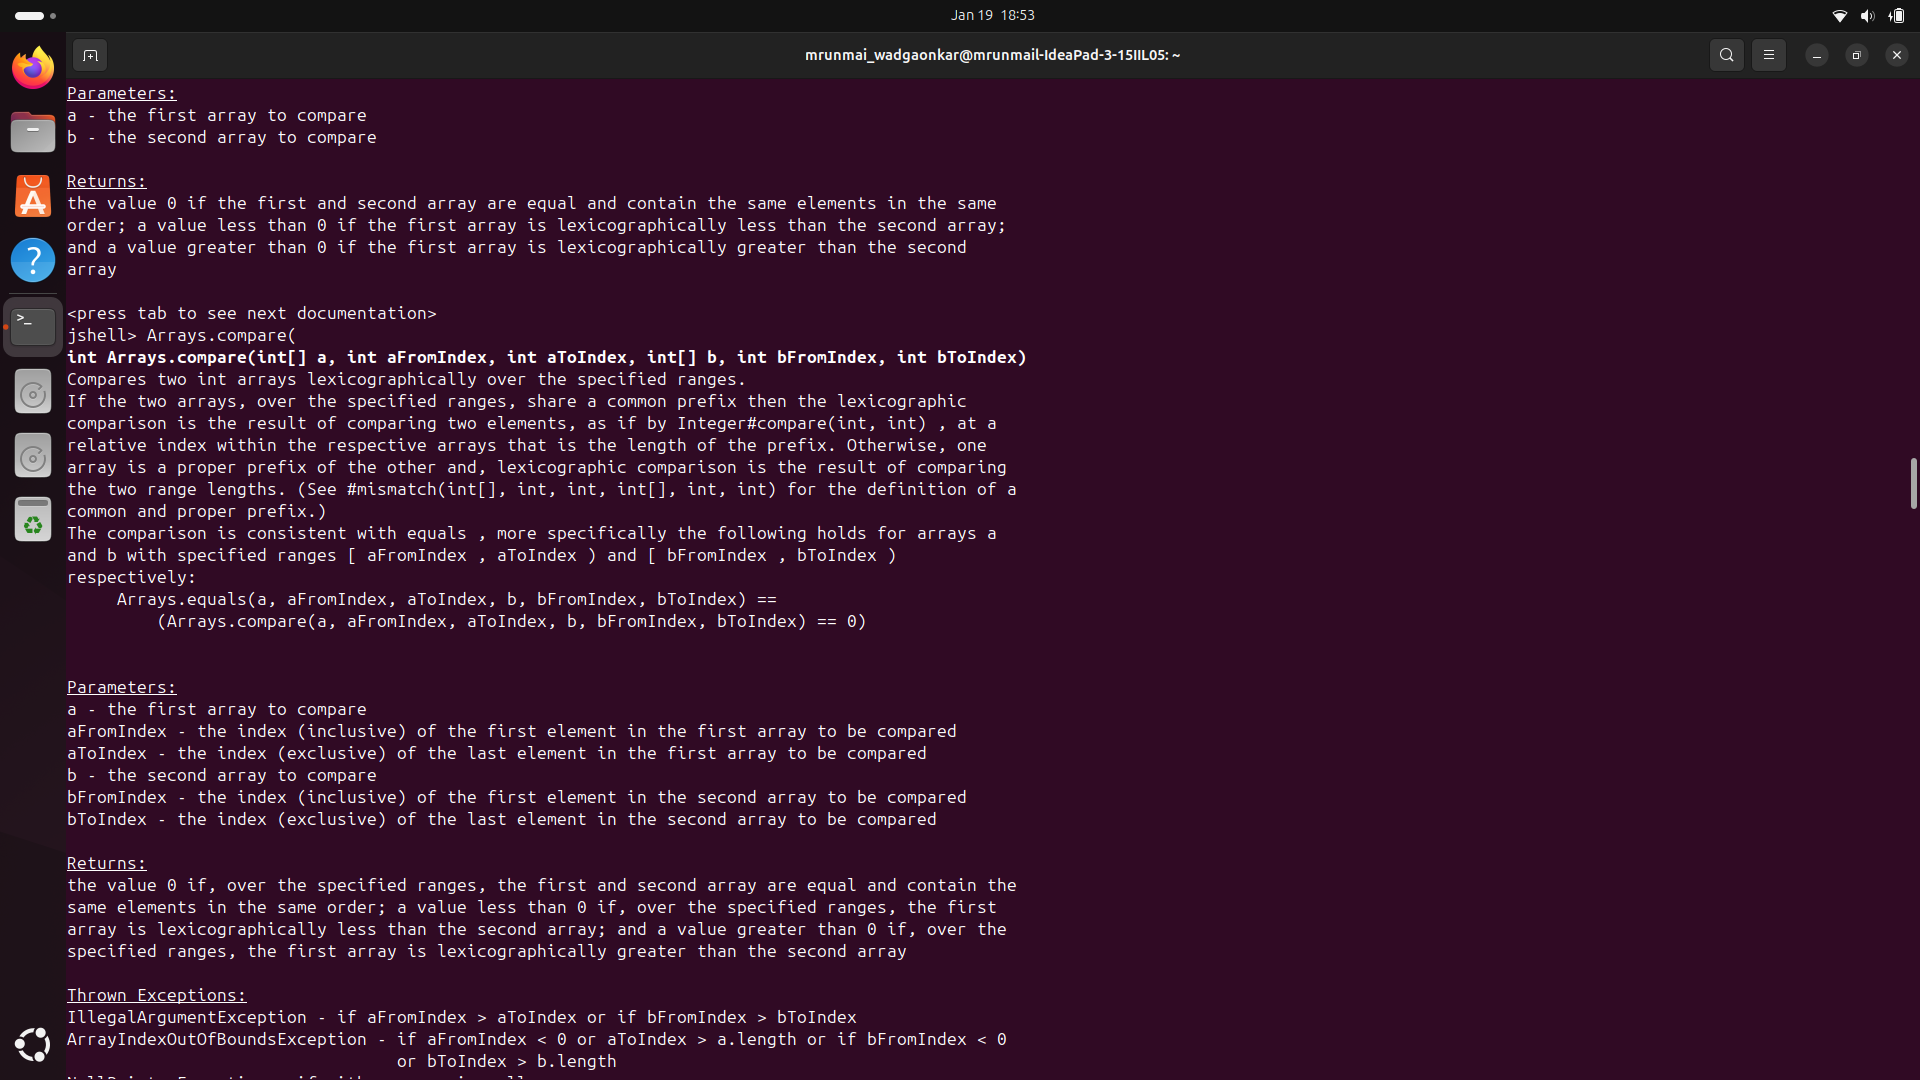 Jan 19 18:53
mrunmai_wadgaonkar@mrunmail-IdeaPad-3-15IIL05: ~
Parameters:
a - the first array to compare
b - the second array to compare
Returns:
the value 0 if the first and second array are equal and contain the same elements in the same
order; a value less than 0 if the first array is lexicographically less than the second array;
and a value greater than 0 if the first array is lexicographically greater than the second
array
<press tab to see next documentation>
jshell> Arrays.compare(
int Arrays.compare(int[] a, int aFromIndex, int aToIndex, int[] b, int bFromIndex, int bToIndex)
Compares two int arrays lexicographically over the specified ranges.
If the two arrays, over the specified ranges, share a common prefix then the lexicographic
comparison is the result of comparing two elements, as if by Integer#compare(int, int) , at a
relative index within the respective arrays that is the length of the prefix. Otherwise, one
array is a proper prefix of the other and, lexicographic comparison is the result of comparing
the two range lengths. (See #mismatch(int[], int, int, int[], int, int) for the definition of a
common and proper prefix.)
The comparison is consistent with equals , more specifically the following holds for arrays a
and b with specified ranges [ aFromIndex , aToIndex ) and [ bFromIndex , bToIndex )
respectively:
Arrays.equals(a, aFromIndex, aToIndex, b, bFromIndex, bToIndex) ==
(Arrays.compare(a, aFromIndex, aToIndex, b, bFromIndex, bToIndex) == 0)
Parameters:
a - the first array to compare
aFromIndex - the index (inclusive) of the first element in the first array to be compared
aToIndex - the index (exclusive) of the last element in the first array to be compared
b - the second array to compare
bFromIndex - the index (inclusive) of the first element in the second array to be compared
bToIndex - the index (exclusive) of the last element in the second array to be compared
Returns:
the value 0 if, over the specified ranges, the first and second array are equal and contain the
same elements in the same order; a value less than 0 if, over the specified ranges, the first
array is lexicographically less than the second array; and a value greater than 0 if, over the
specified ranges, the first array is lexicographically greater than the second array
Thrown Exceptions:
IllegalArgumentException - if aFromIndex > aToIndex or if bFromIndex > bToIndex
ArrayIndexOutOfBoundsException - if aFromIndex < 0 or aToIndex > a.length or if bFromIndex < 0
or bToIndex > b.length